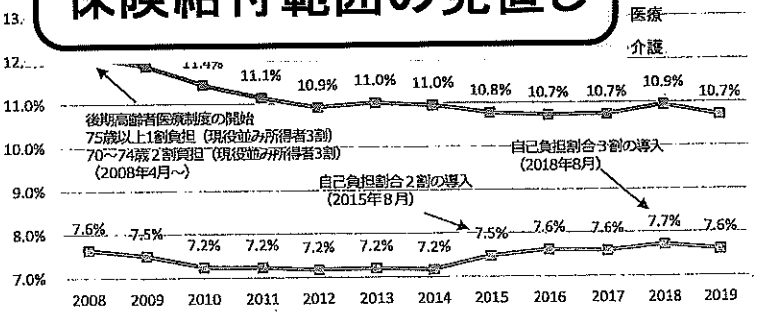 保険給付範囲の見直し
医療
介護
13.
12.
11.4%
11.1%
10.9%
11.0%
11.0%
10.8%
10.7%
10.7%
10.9%
10.7%
11.0%
後期高齢者医療制度の開始
75歳以上1割負担（現役並み所得者3割）
70～74歳2割負担（現役並み所得者3割）
（2008年4月～）
10.0%
自己負担割合3割の導入
（2018年8月）
9.0%
自己負担割合2割の導入
（2015年8月）
8.0%
7.6%
7.5%
7.2%
7.2%
7.2%
7.2%
7.2%
7.5%
7.6%
7.6%
7.7%
7.6%
7.0%
2008 2009 2010 2011 2012 2013 2014 2015 2016 2017 2018 2019